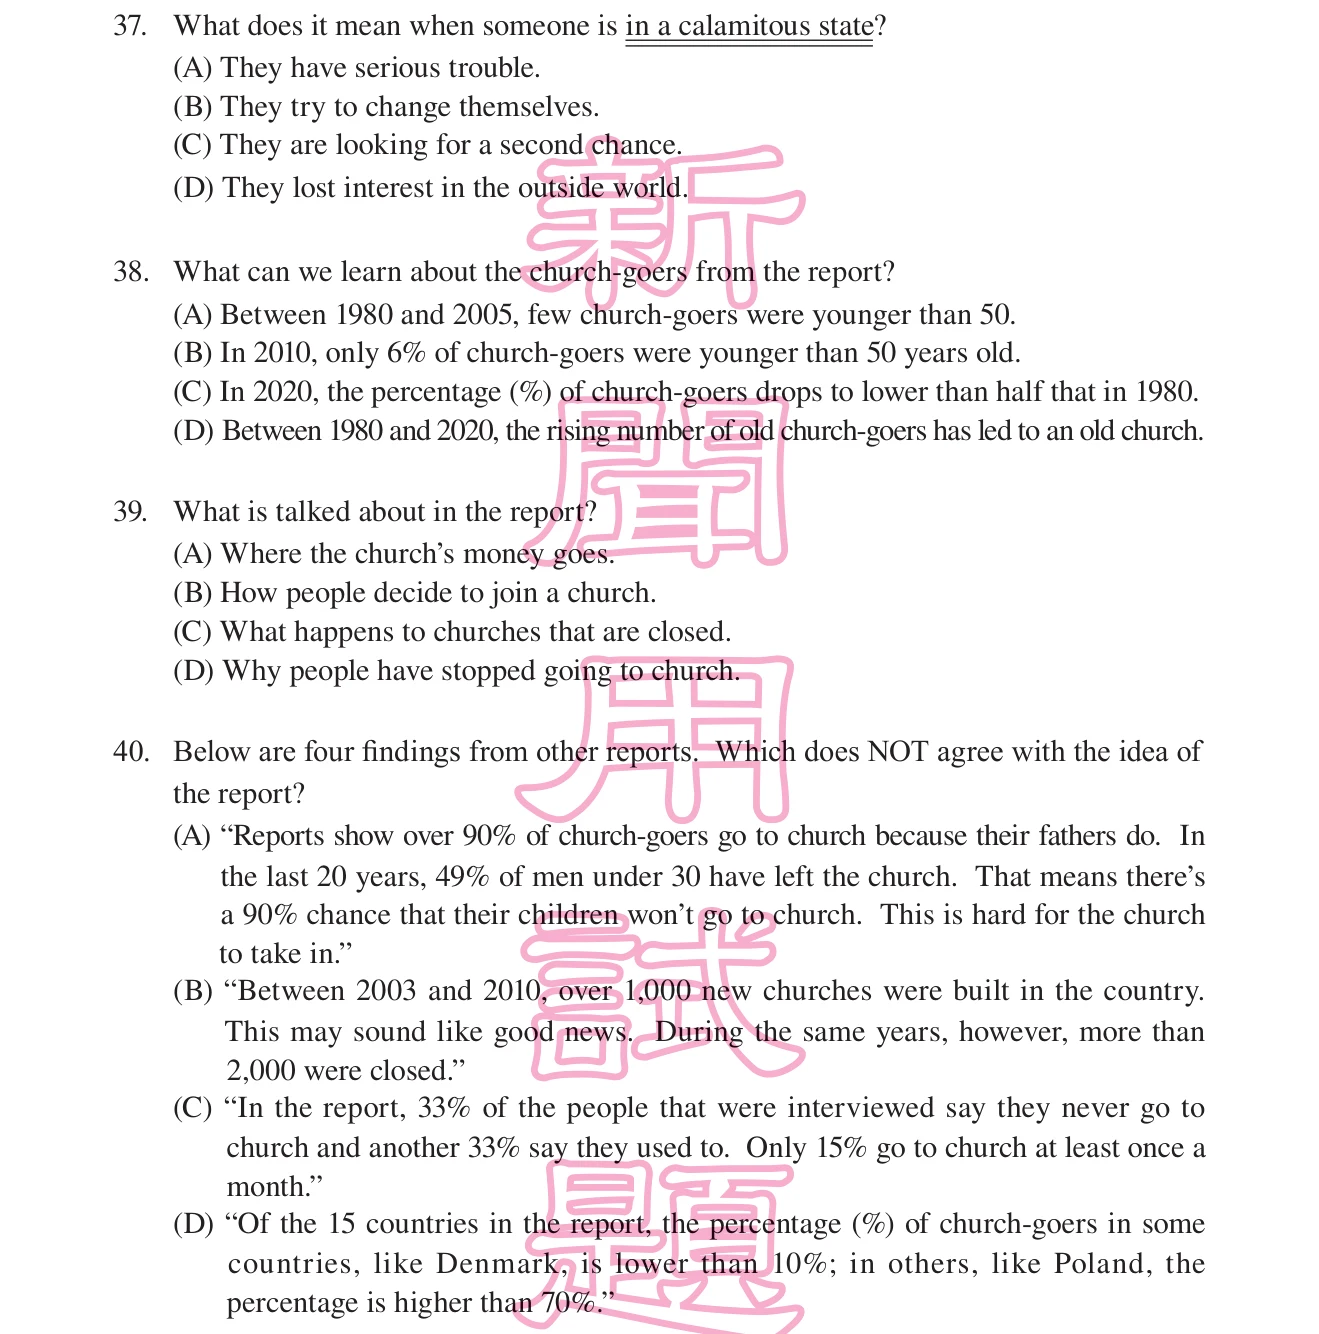 37. What does it mean when someone is in a calamitous state?
(A) They have serious trouble.
(B) They try to change themselves.
(C) They are looking for a second chance.
(D) They lost interest in the outside world.
38. What can we learn about the church-goers from the report?
(A) Between 1980 and 2005, few church-goers were younger than 50.
(B) In 2010, only 6% of church-goers were younger than 50 years old.
(C) In 2020, the percentage (%) of church-goers drops to lower than half that in 1980.
(D) Between 1980 and 2020, the rising number of old church-goers has led to an old church.
39. What is talked about in the report?
(A) Where the church’s money goes.
(B) How people decide to join a church.
(C) What happens to churches that are closed.
(D) Why people have stopped going to church.
40. Below are four findings from other reports. Which does NOT agree with the idea of
the report?
(A) “Reports show over 90% of church-goers go to church because their fathers do. In
the last 20 years, 49% of men under 30 have left the church. That means there’s
a 90% chance that their children won’t go to church. This is hard for the church
to take in.”
(B) “Between 2003 and 2010, over 1,000 new churches were built in the country.
This may sound like good news. During the same years, however, more than
2,000 were closed.”
(C) “In the report, 33% of the people that were interviewed say they never go to
church and another 33% say they used to. Only 15% go to church at least once a
month.”
(D) “Of the 15 countries in the report, the percentage (%) of church-goers in some
countries, like Denmark, is lower than 10%; in others, like Poland, the
percentage is higher than 70%.”
新聞用試題